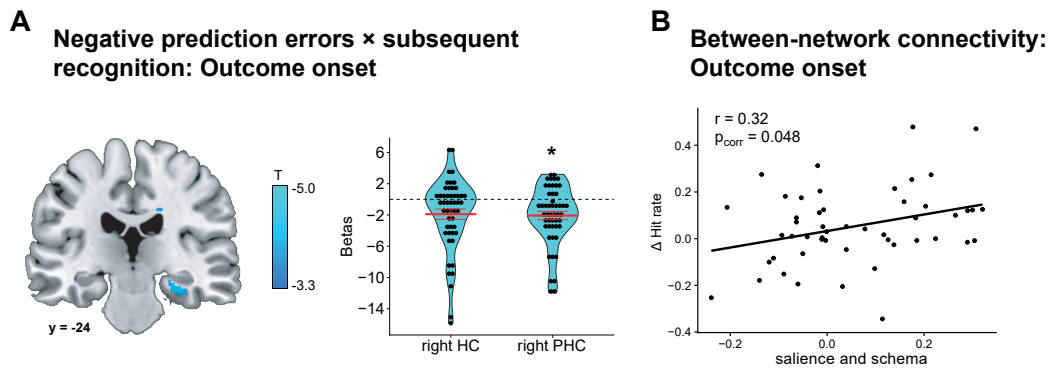 A
Negative prediction errors × subsequent
recognition: Outcome onset
T
-5.0
-3.3
y = -24
Betas
6
2
−2
−6
−10
−14
*
right HC
right PHC
B
Between-network connectivity:
Outcome onset
r = 0.32
pcorr = 0.048
Δ Hit rate
0.4
0.2
0.0
−0.2
−0.4
−0.2
0.0
0.2
salience and schema